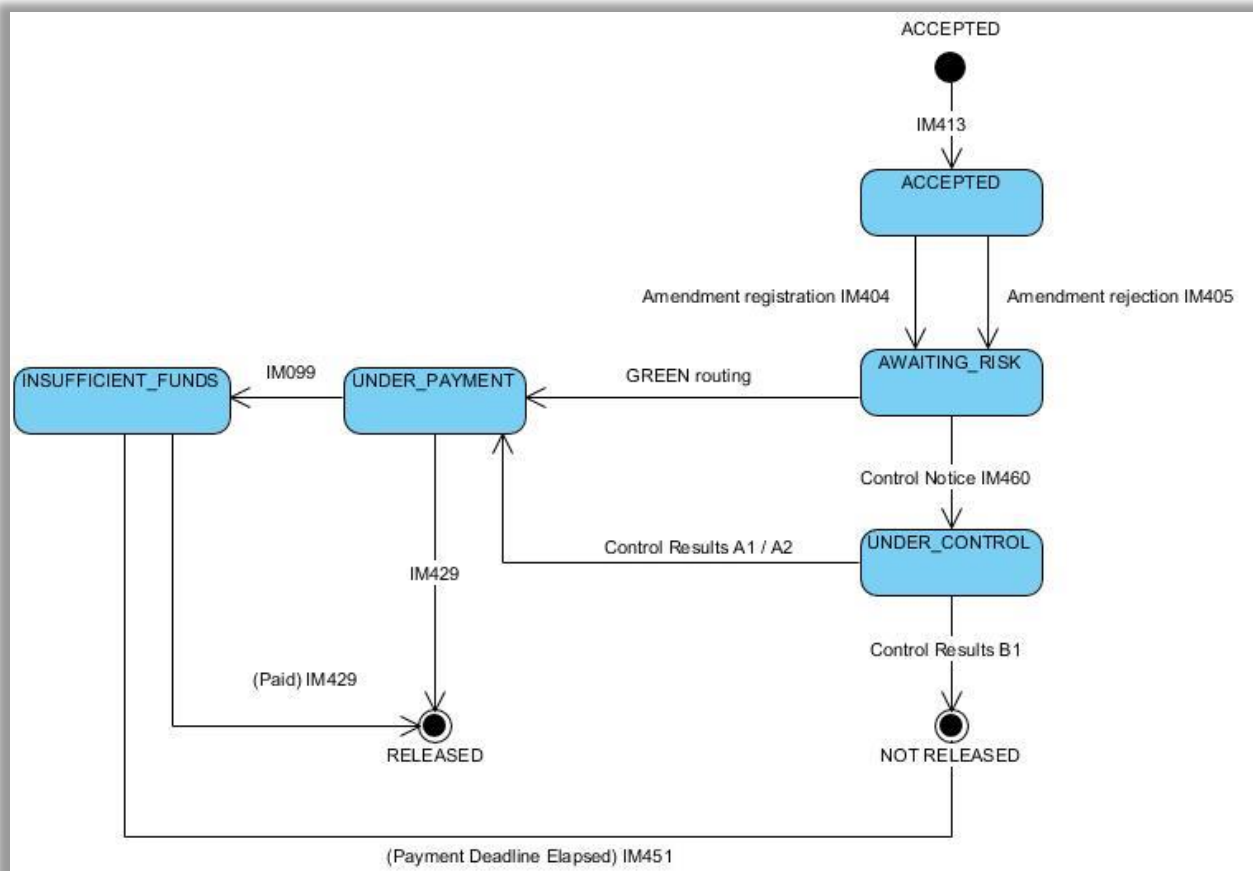 ACCEPTED
IM413
ACCEPTED
Amendment registration IM404
Amendment rejection IM405
AWAITING_RISK
GREEN routing
UNDER_PAYMENT
IM099
INSUFFICIENT_FUNDS
Control Notice IM460
UNDER_CONTROL
Control Results A1 / A2
IM429
Control Results B1
(Paid) IM429
RELEASED
NOT RELEASED
(Payment Deadline Elapsed) IM451